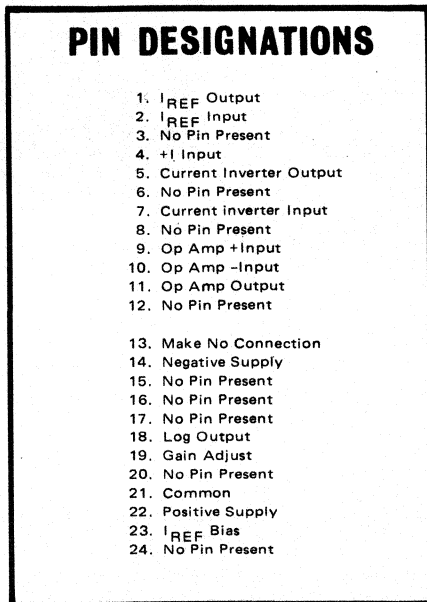 PIN DESIGNATIONS
1. I REF Output
2. I REF Input
3. No Pin Present
4. +I Input
5. Current Inverter Output
6. No Pin Present
7. Current inverter Input
8. No Pin Present
9. Op Amp +Input
10. Op Amp -Input
11. Op Amp Output
12. No Pin Present
13. Make No Connection
14. Negative Supply
15. No Pin Present
16. No Pin Present
17. No Pin Present
18. Log Output
19. Gain Adjust
20. No Pin Present
21. Common
22. Positive Supply
23. I REF Bias
24. No Pin Present